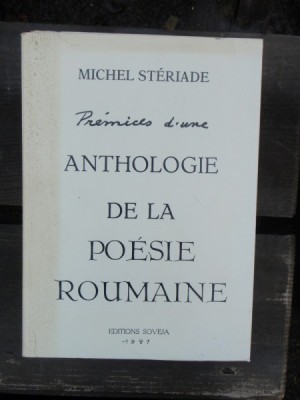 MICHEL STÉRIADE
Prémices d'une
ANTHOLOGIE
DE LA
POÉSIE
ROUMAINE
EDITIONS SOVEJA
-1997